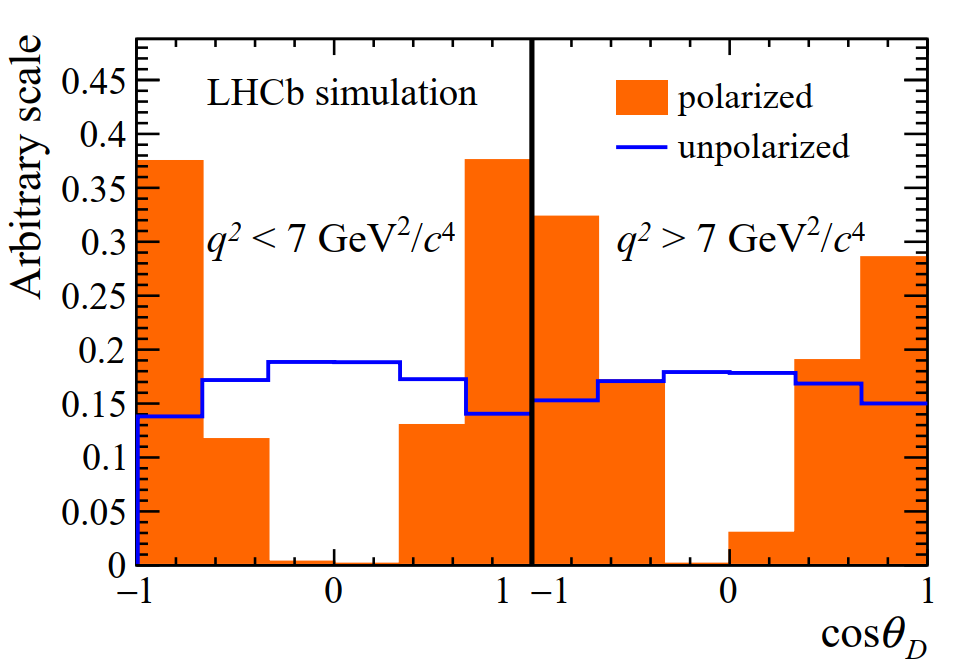 Arbitrary scale
0.45
0.4
0.35
0.3
0.25
0.2
0.15
0.1
0.05
0
LHCb simulation
q² < 7 GeV²/c⁴
polarized
unpolarized
q² > 7 GeV²/c⁴
−1 0 1 −1 0 1
cosθ_D